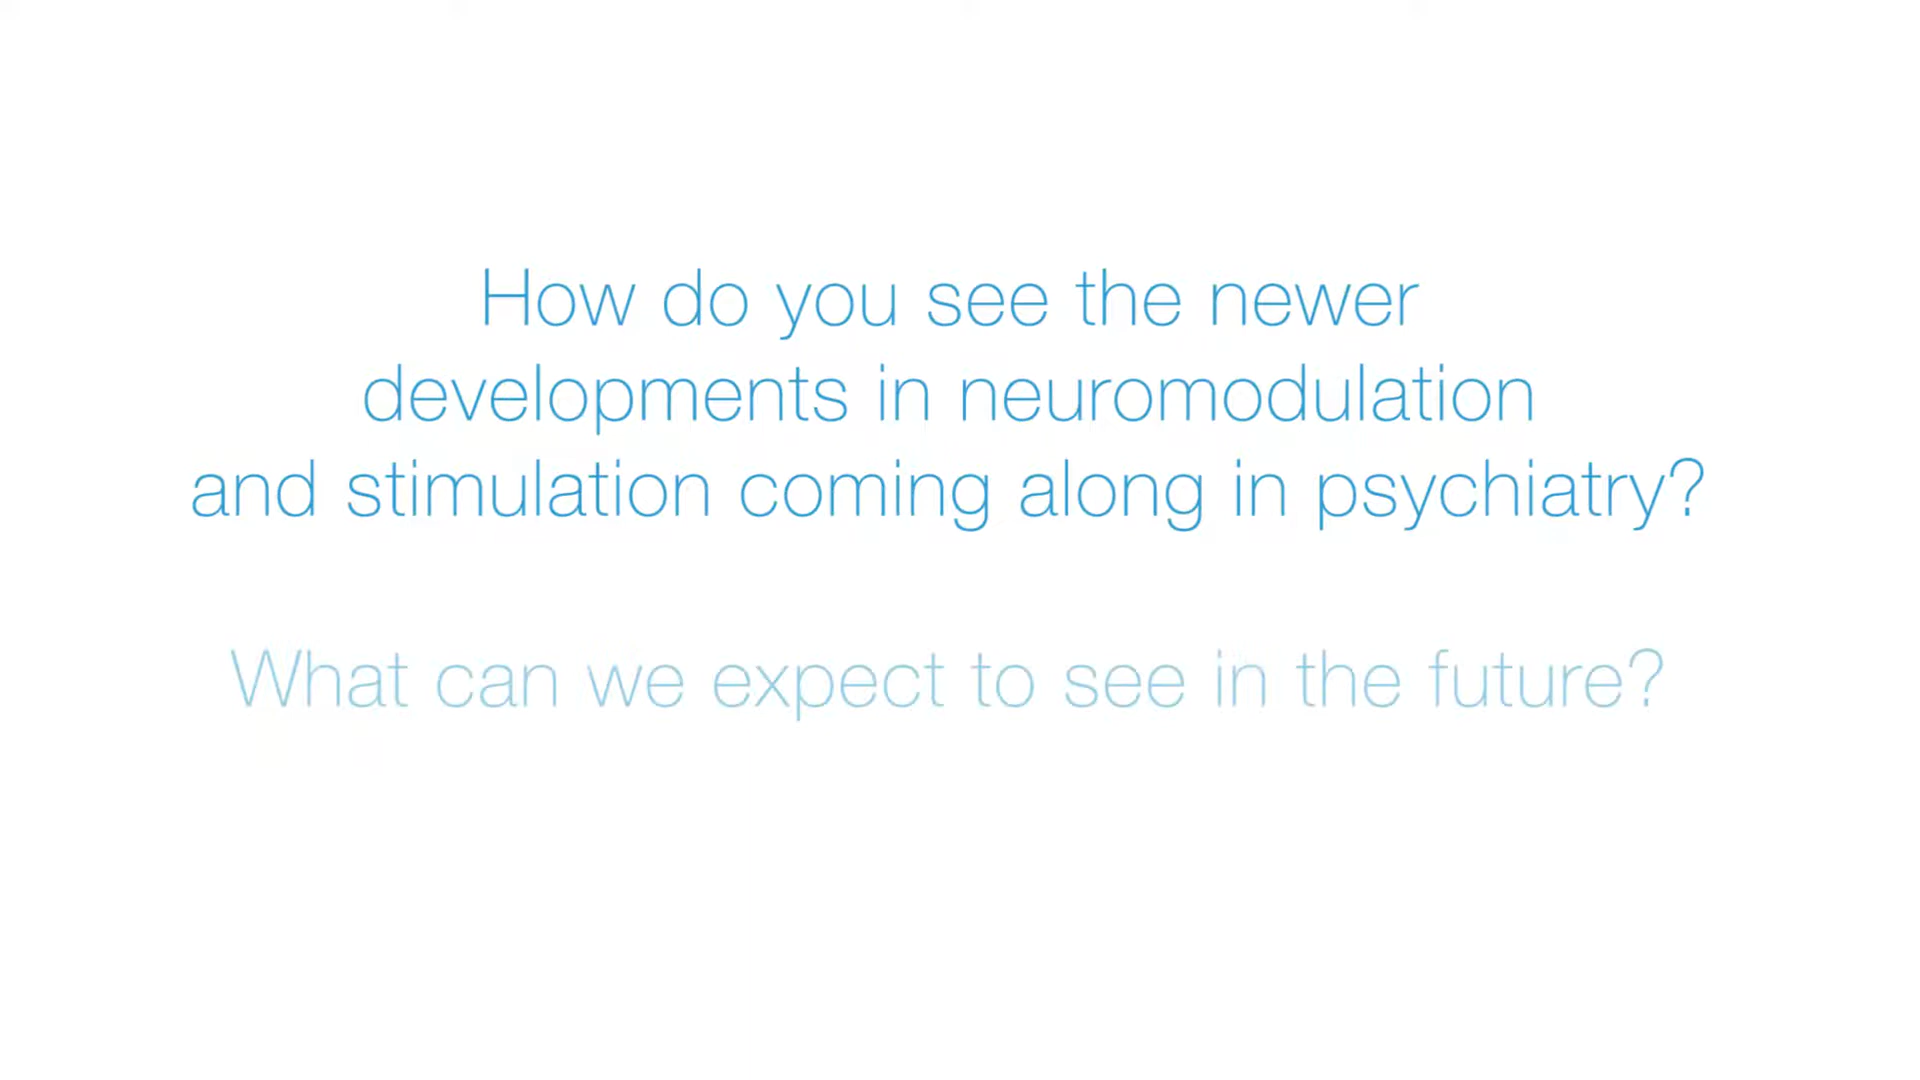 How do you see the newer
developments in neuromodulation
and stimulation coming along in psychiatry?
What can we expect to see in the future?